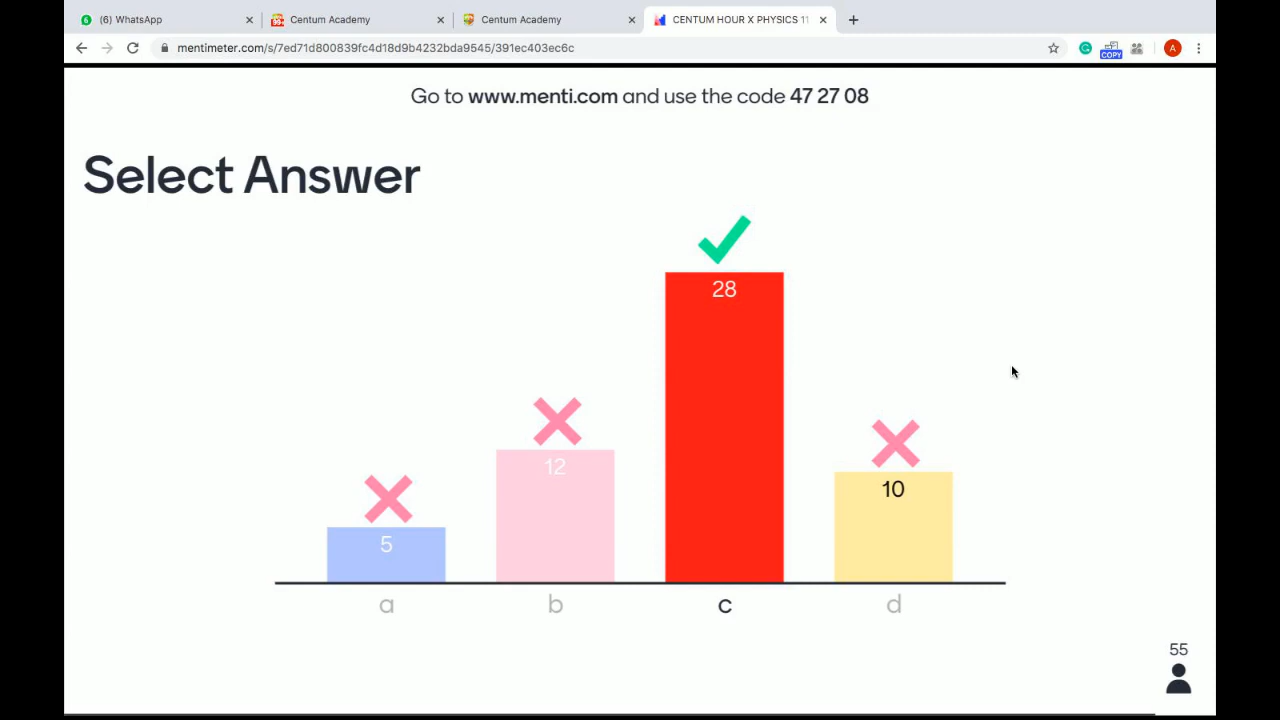 (6) WhatsApp
Centum Academy
Centum Academy
CENTUM HOUR X PHYSICS 11
mentimeter.com/s/7ed71d800839fc4d18d9b4232bda9545/391ec403ec6c
COPY
A
Go to www.menti.com and use the code 47 27 08
Select Answer
28
12
10
5
a b c d
55